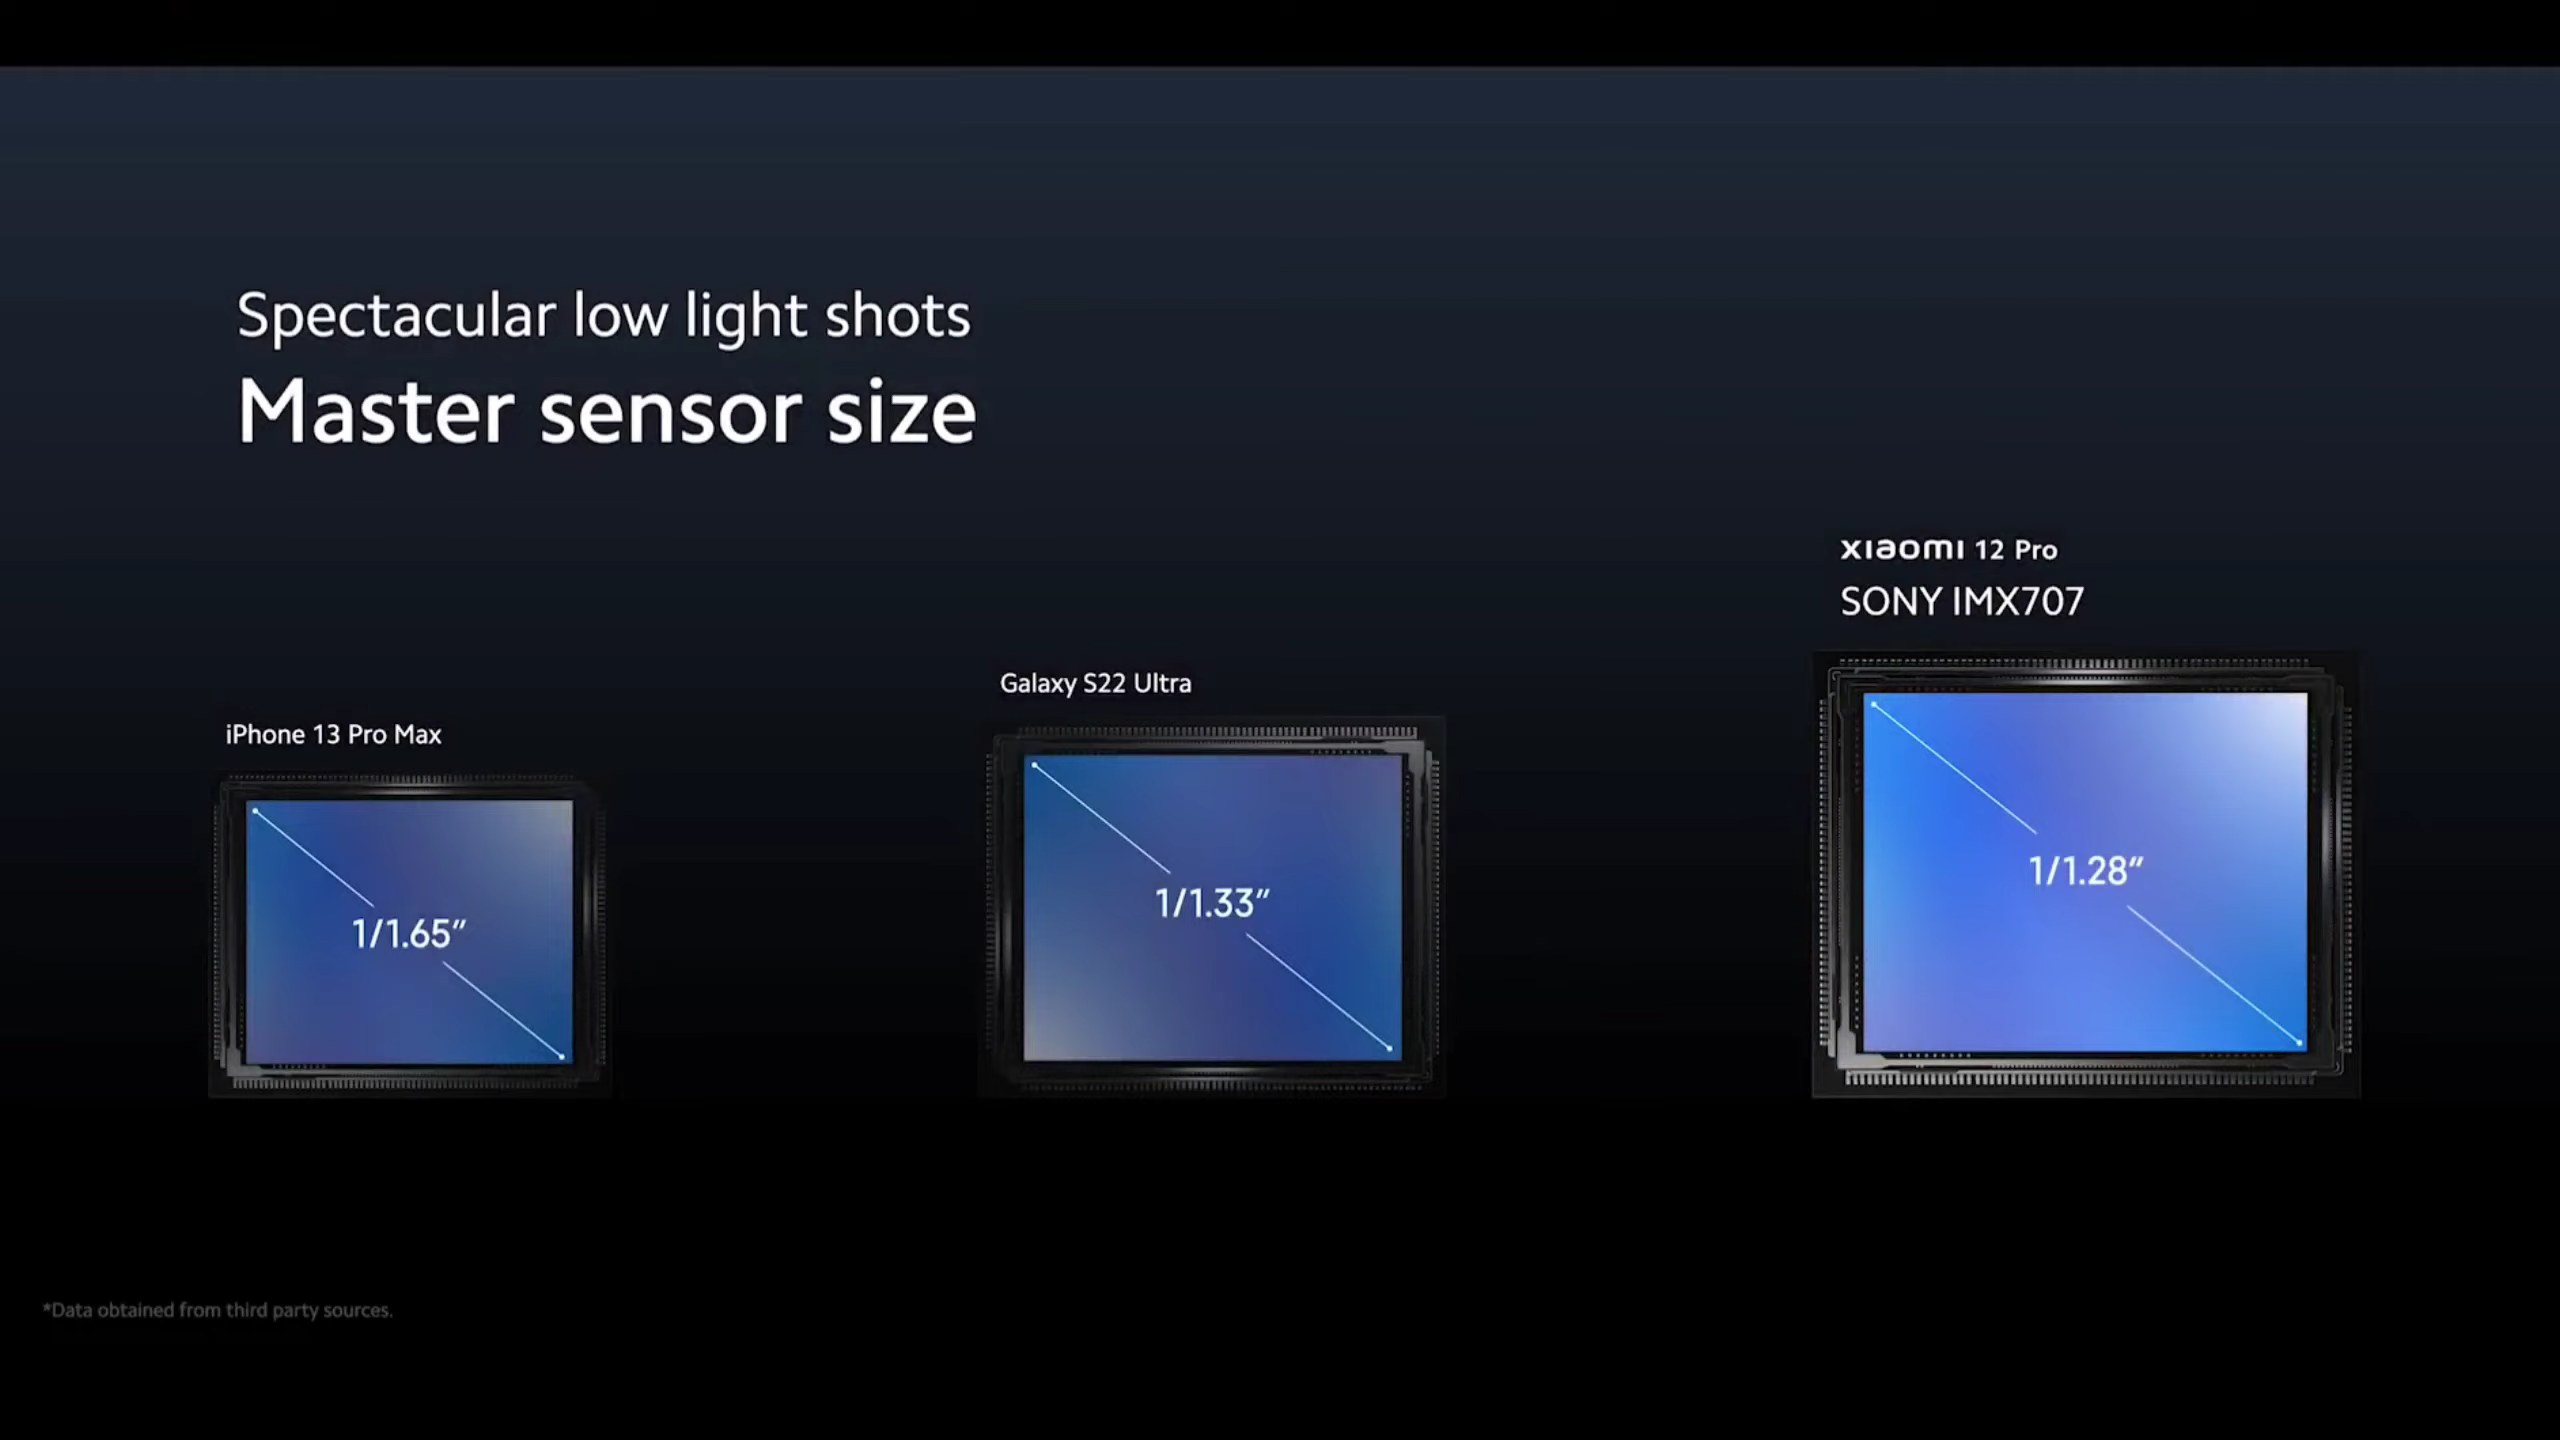 Spectacular low light shots
Master sensor size
xıaomı 12 Pro
SONY IMX707
Galaxy S22 Ultra
iPhone 13 Pro Max
1/1.65″
1/1.33″
1/1.28″
*Data obtained from third party sources.